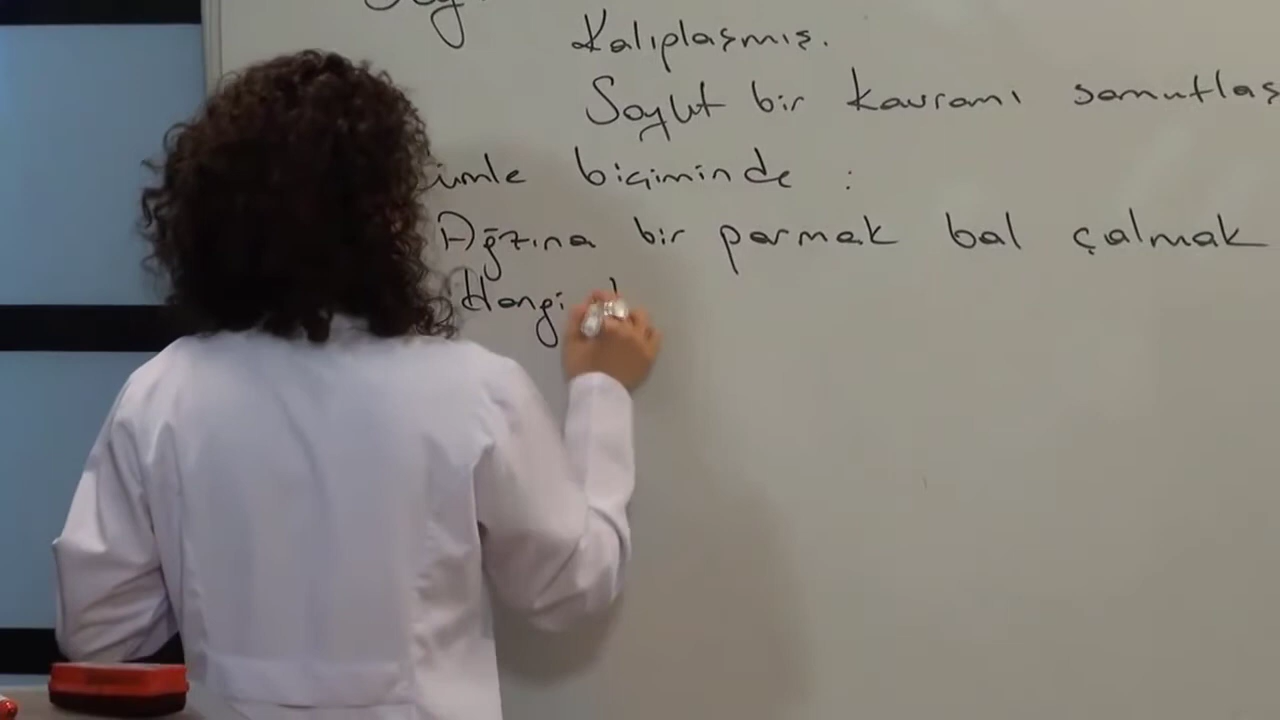 Kalıplaşmış.
Soyut bir kavramı somutlaş
ümle biçiminde :
Ağzına bir parmak bal çalmak
Hangi